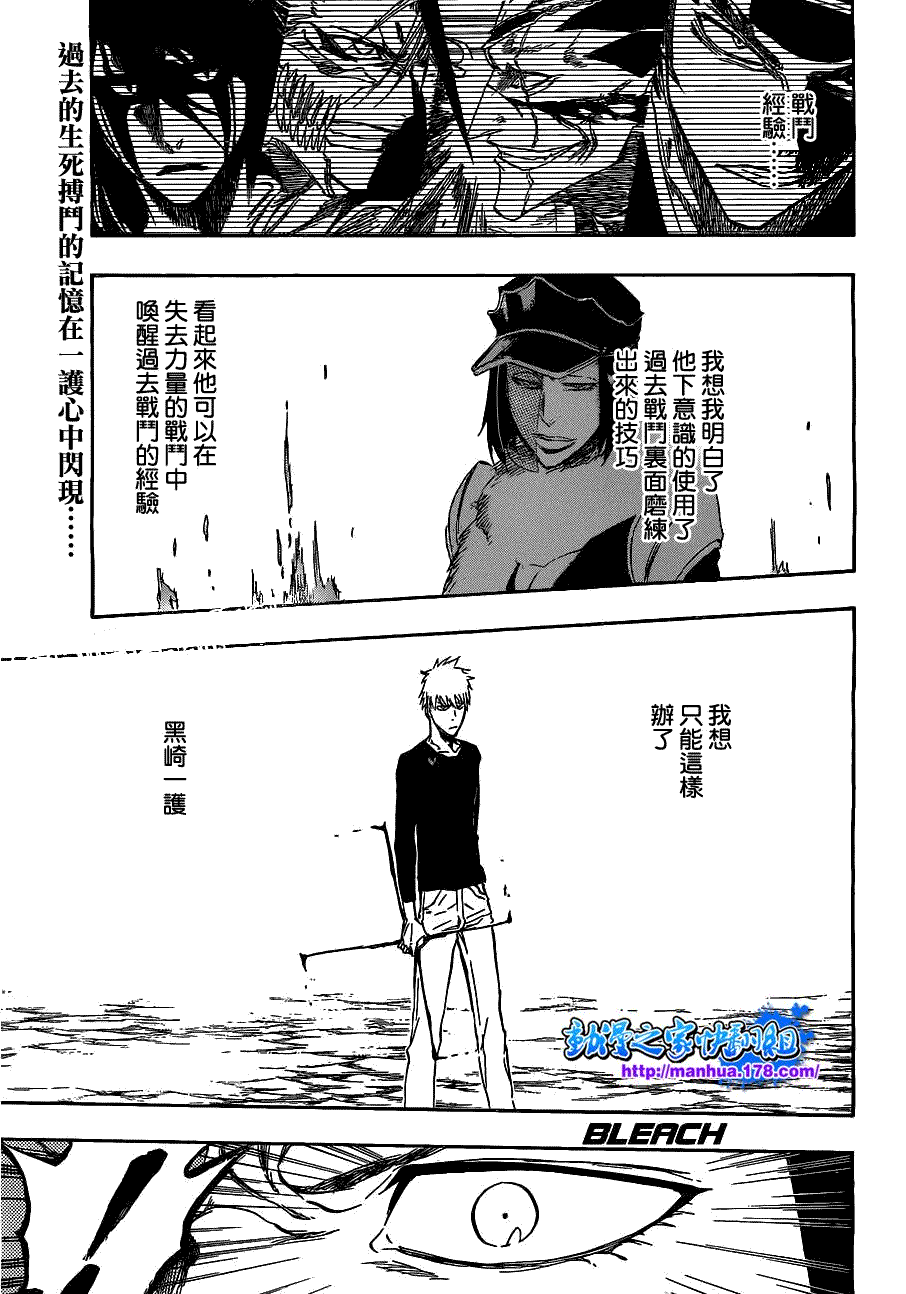 過去的生死搏鬥的記憶在一護心中閃現……
戰鬥
經驗……
我想我明白了
他下意識的使用了
過去戰鬥裏面磨練
出來的技巧
看起來他可以在
失去力量的戰鬥中
喚醒過去戰鬥的經驗
我想
只能這樣
辦了
黑崎一護
動漫之家快翻組
http://manhua.178.com/
BLEACH